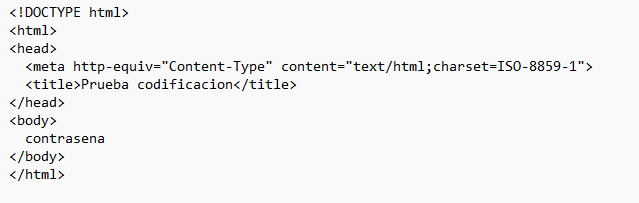 <!DOCTYPE html>
<html>
<head>
  <meta http-equiv="Content-Type" content="text/html;charset=ISO-8859-1">
  <title>Prueba codificacion</title>
</head>
<body>
  contrasena
</body>
</html>